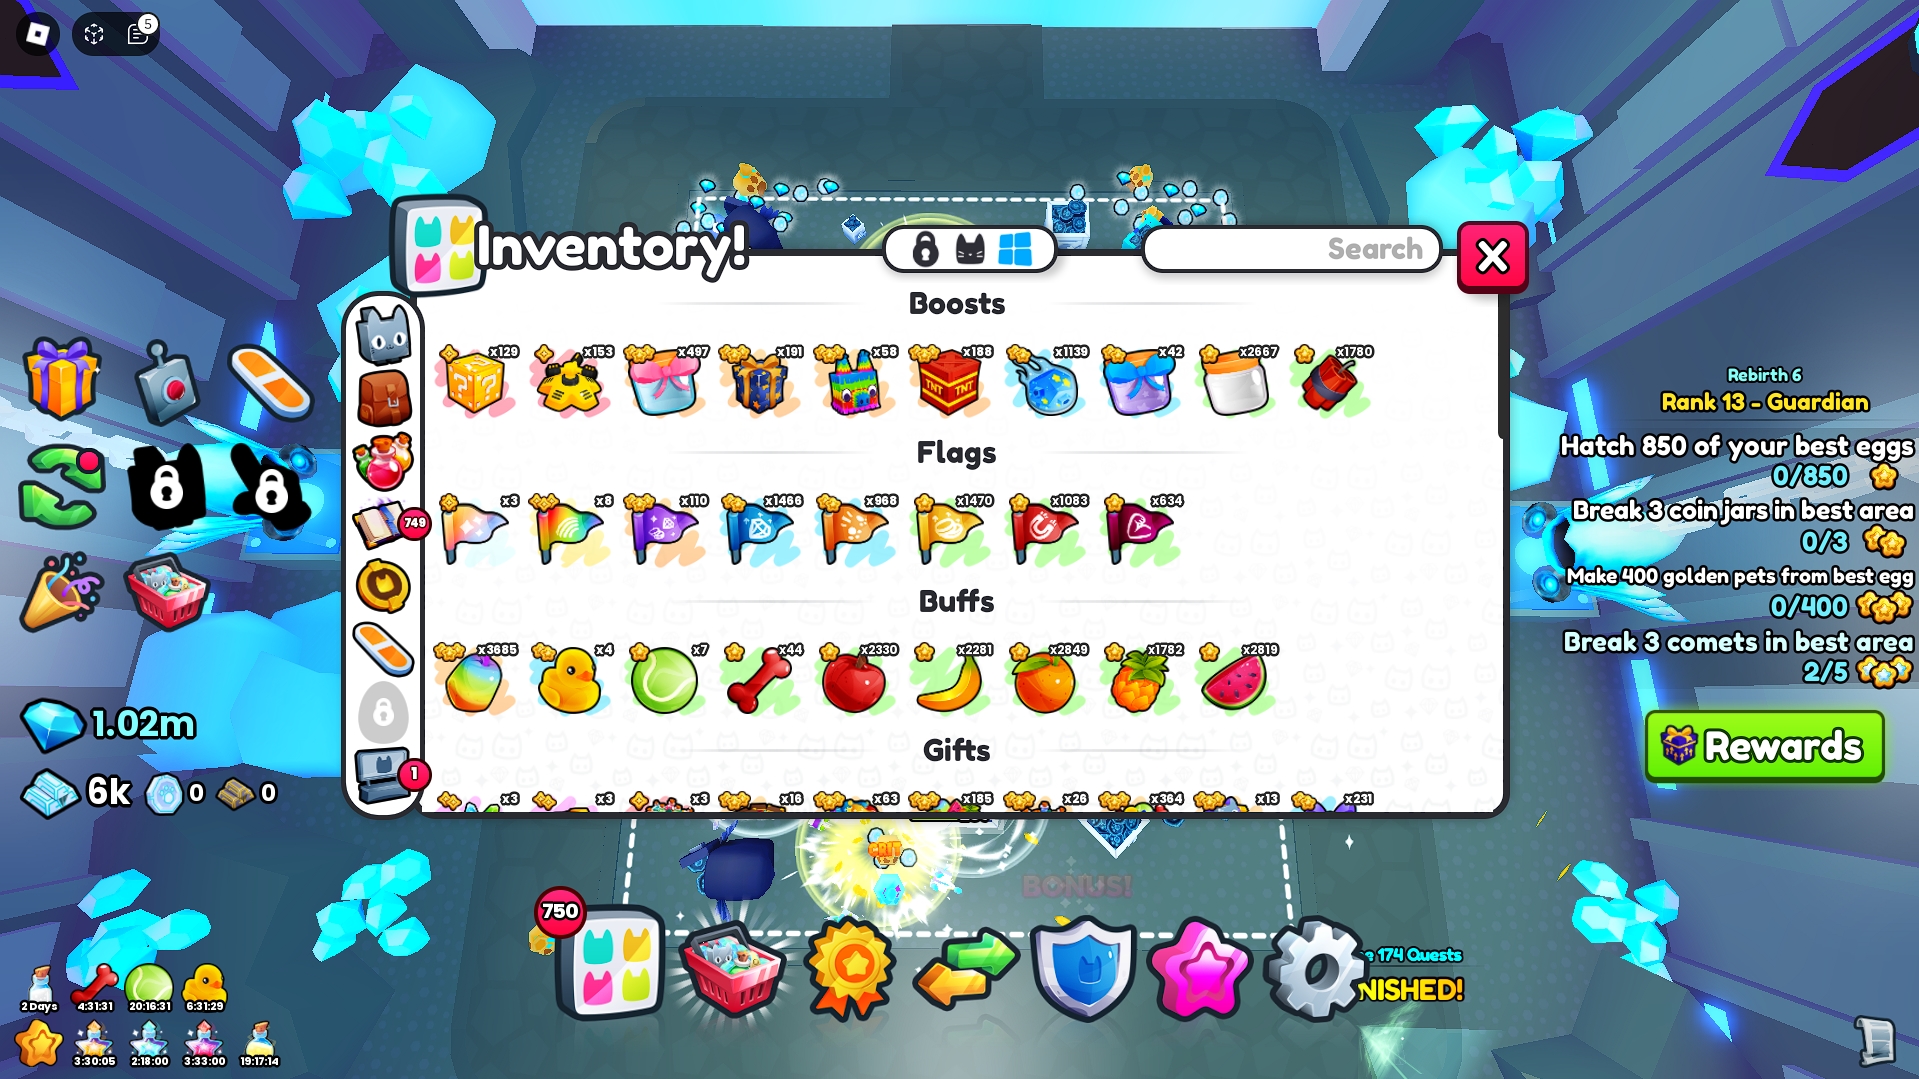 5
Inventory!
Search
Boosts
x129 x153 x497 x191 x58 x188 x1139 x42 x2667 x1780
TNT TNT
Flags
x3 x8 x110 x1466 x968 x1470 x1083 x634
749
Buffs
x3685 x4 x7 x44 x2330 x2281 x2849 x1782 x2819
Gifts
1
x3 x3 x3 x16 x63 x185 x26 x364 x13 x231
1.02m
6k 0 0
Rebirth 6
Rank 13 - Guardian
Hatch 850 of your best eggs
0/850
Break 3 coin jars in best area
0/3
Make 400 golden pets from best egg
0/400
Break 3 comets in best area
2/5
Rewards
CRIT
BONUS!
750
174 Quests
NISHED!
2 Days 4:31:31 20:16:31 6:31:29
3:30:05 2:18:00 3:33:00 19:17:14